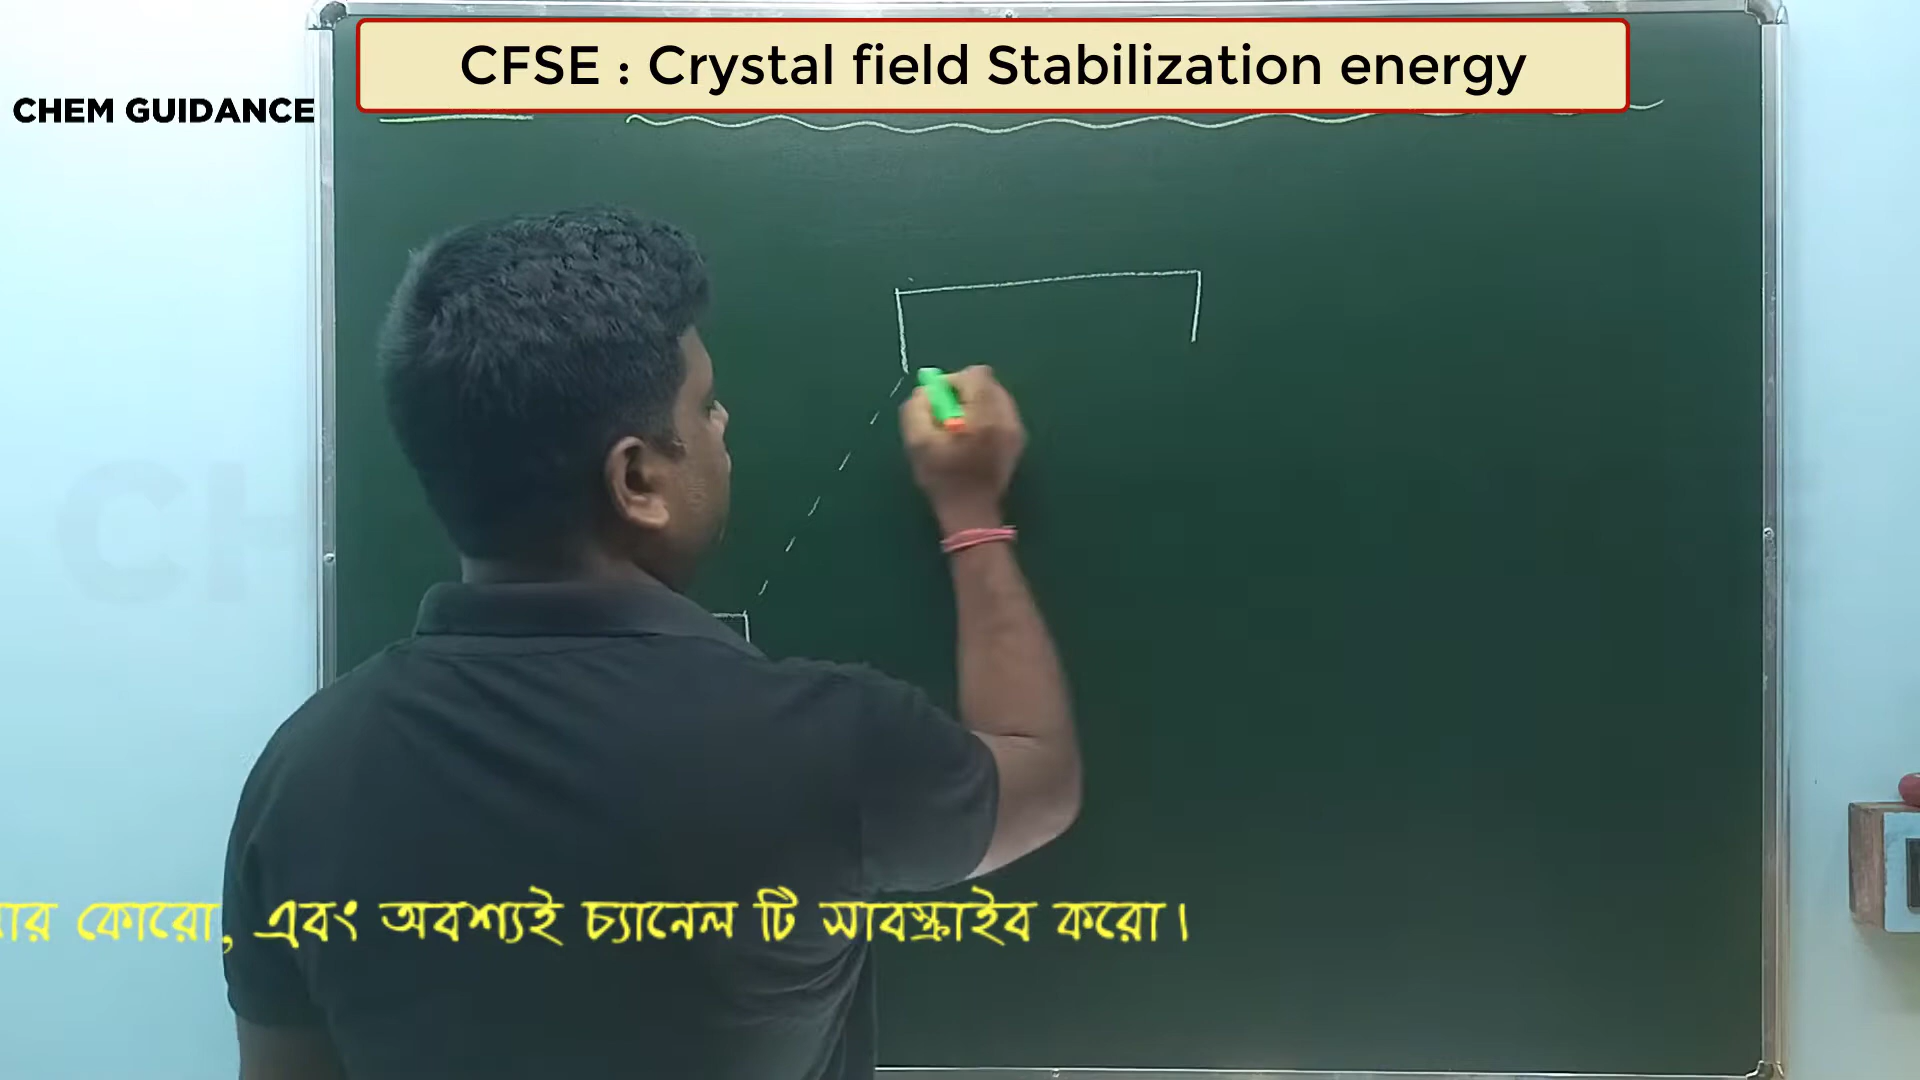 CFSE : Crystal field Stabilization energy
CHEM GUIDANCE
কোরো, এবং অবশ্যই চ্যানেল টি সাবস্ক্রাইব করো।